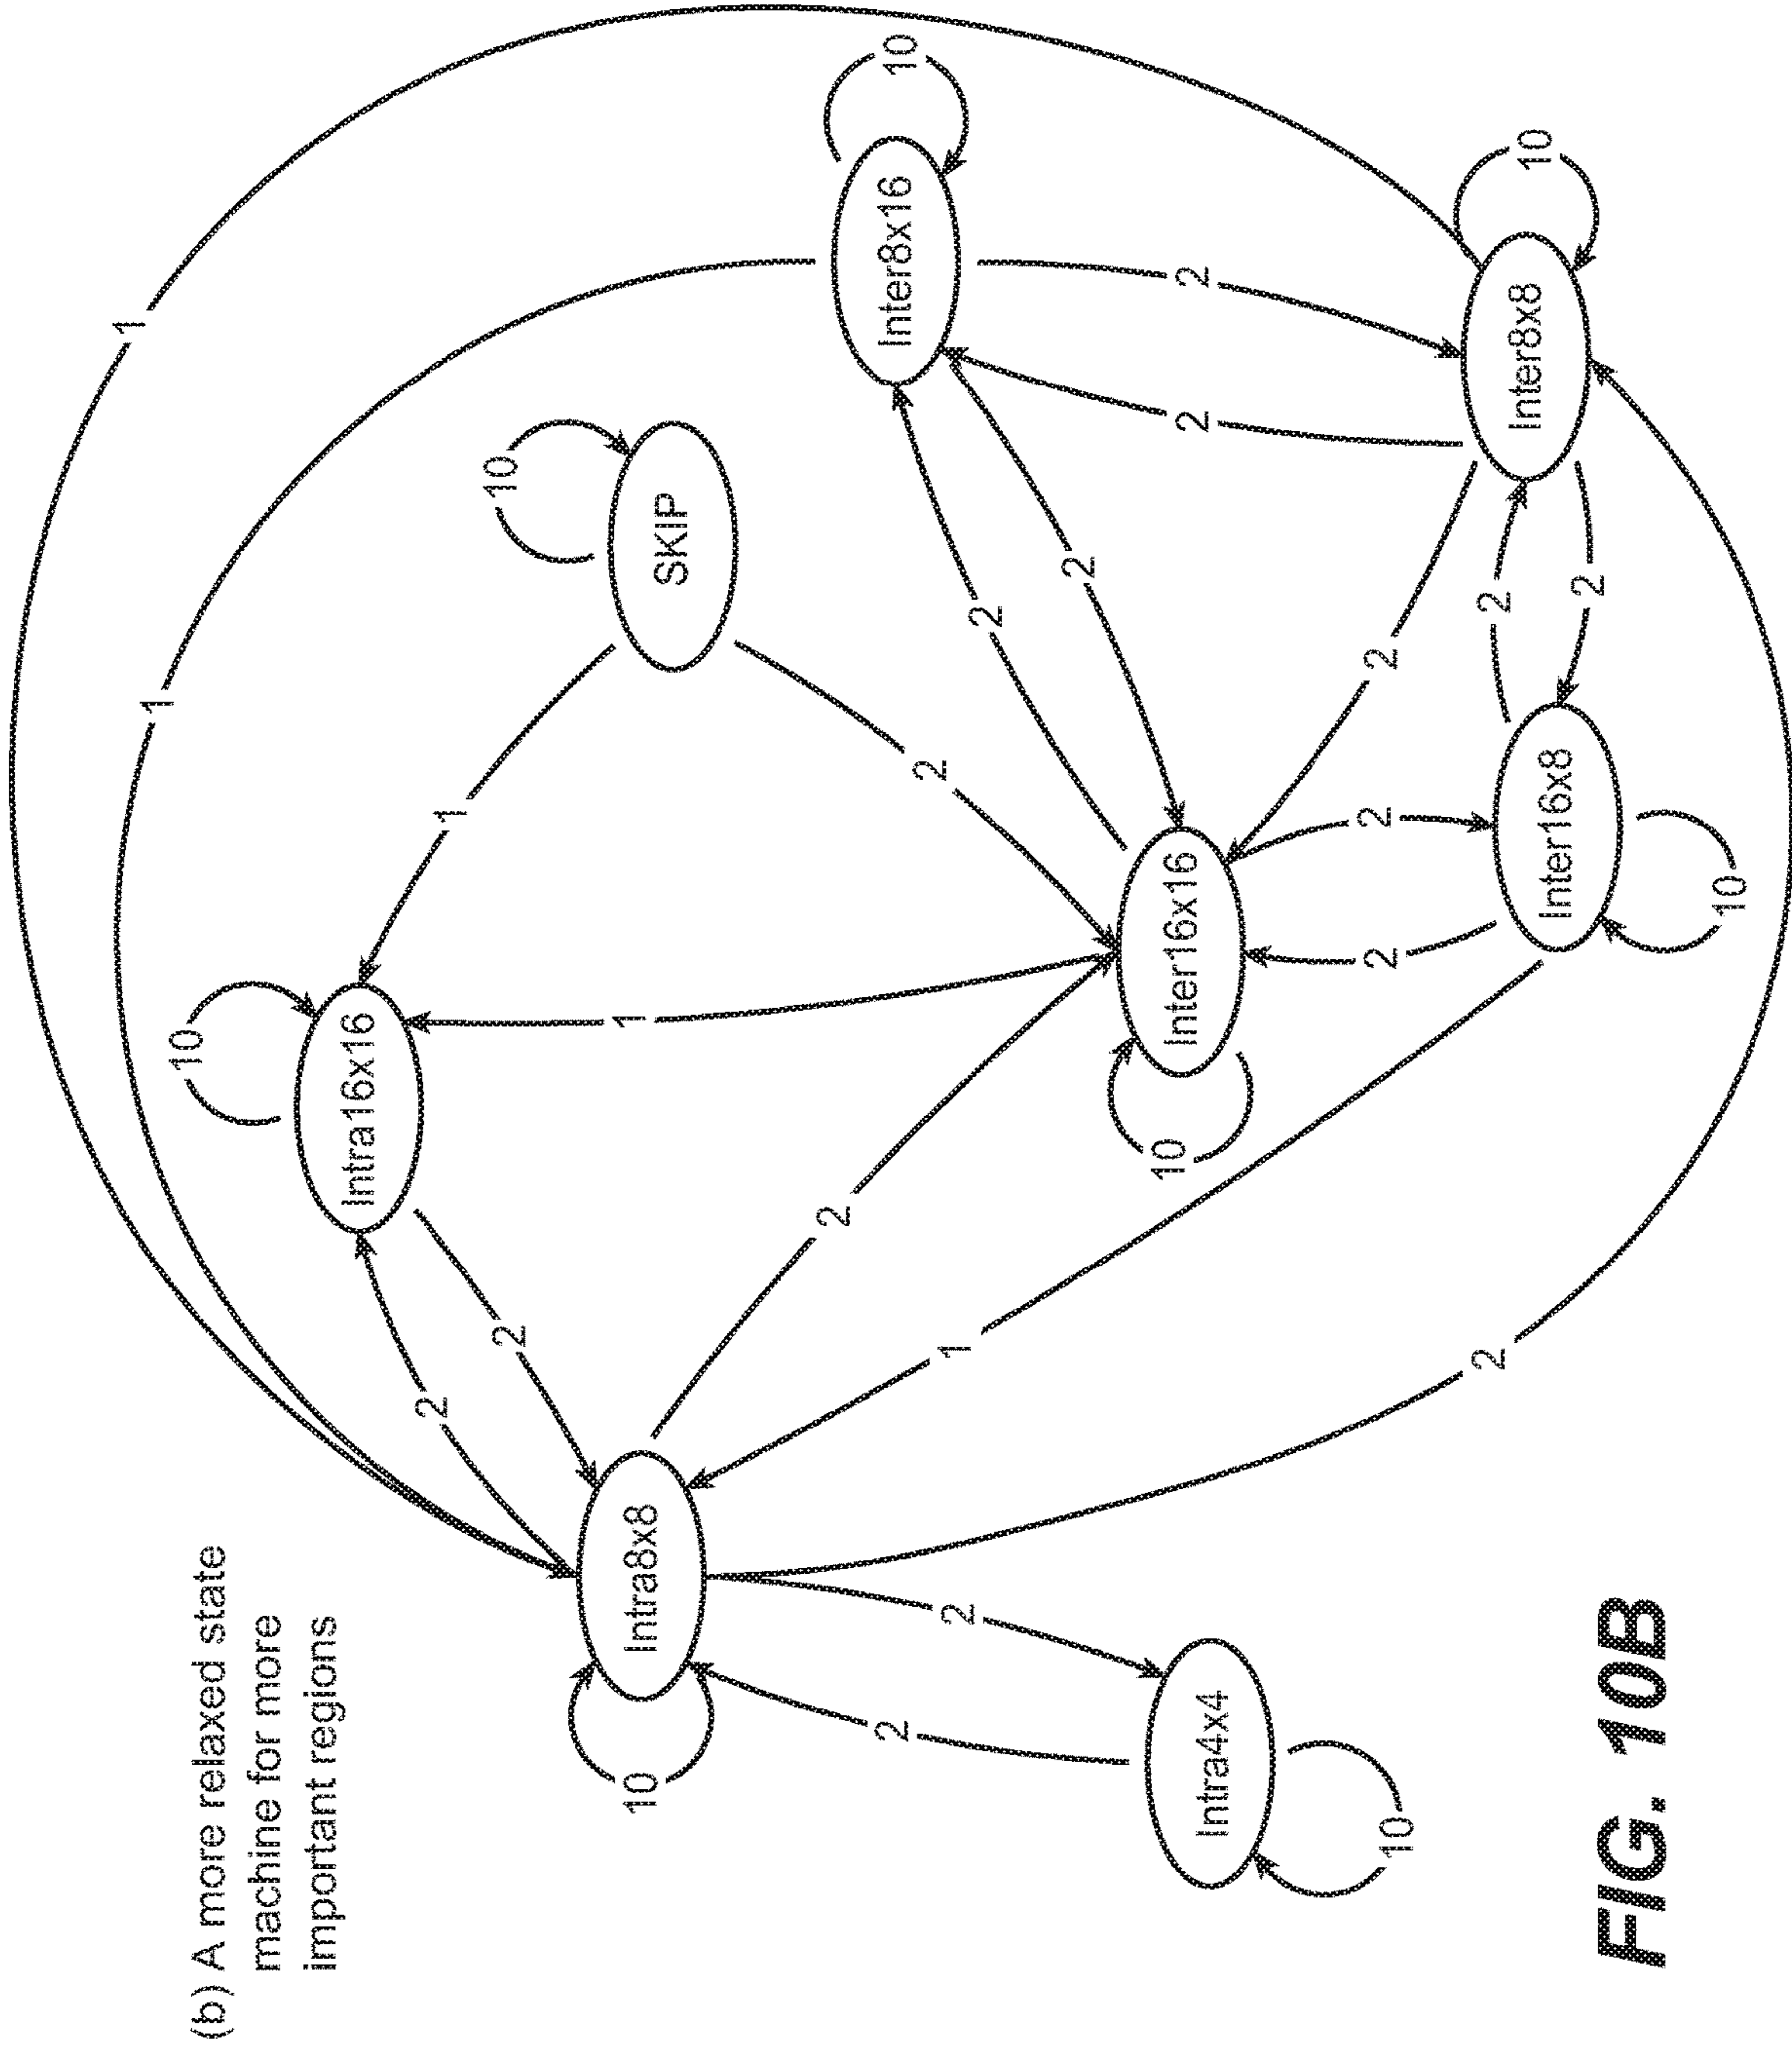 (b) A more relaxed state
machine for more
important regions
1
1
10
Intra16x16
2
1
10
2
1
10
Intra8x8
SKIP
2
2
Inter8x16
10
2
1
2
2
2
10
Inter16x16
2
2
Intra4x4
2
2
2
10
2
2
Inter8x8
10
Inter16x8
2
10
FIG. 10B